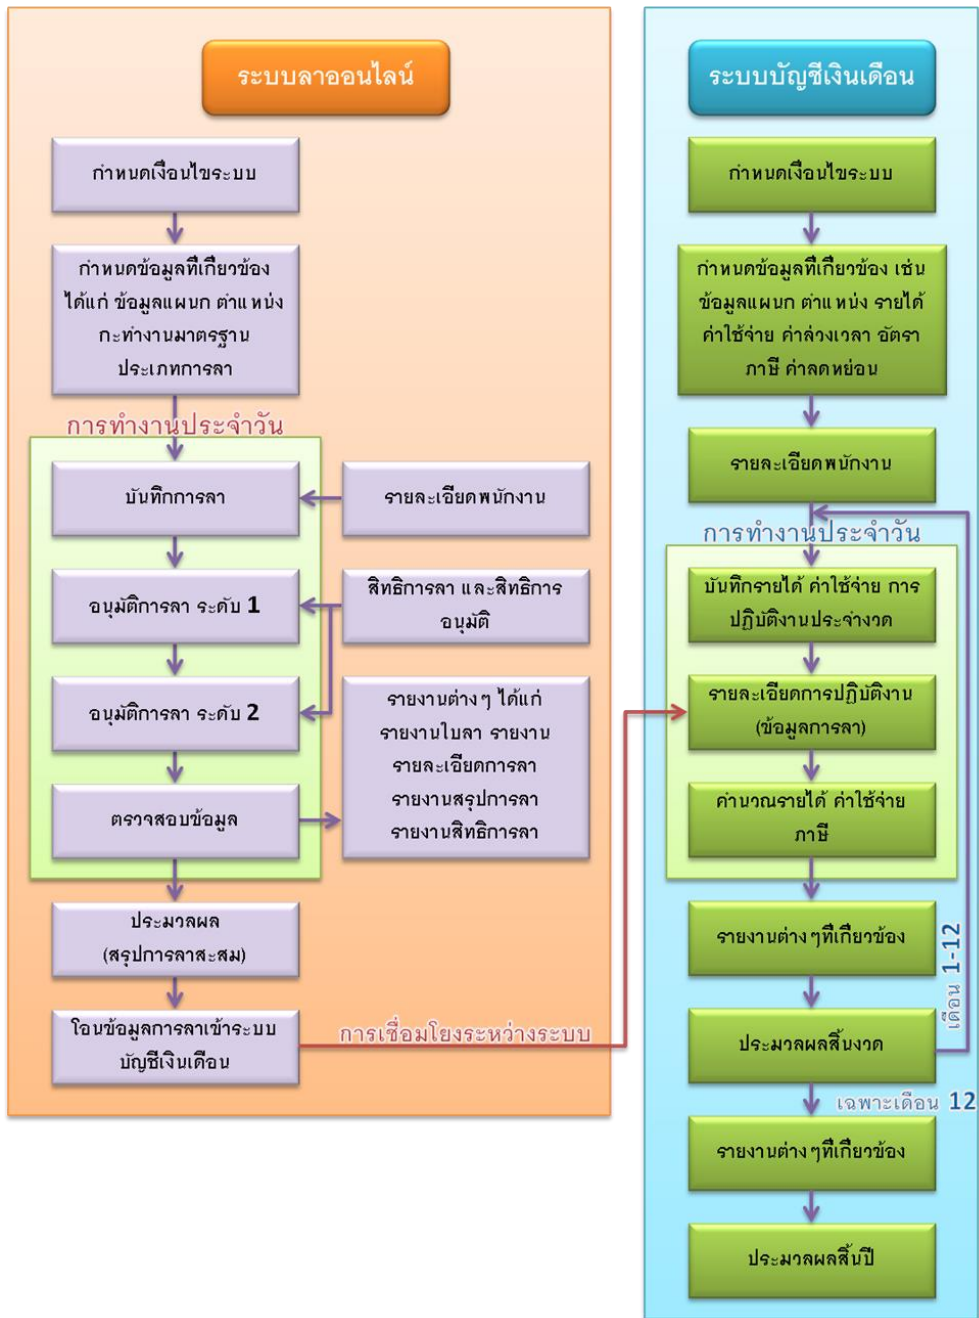 ระบบลาออนไลน์
กำหนดเงื่อนไขระบบ
กำหนดข้อมูลที่เกี่ยวข้อง
ได้แก่ ข้อมูลแผนก ตำแหน่ง
กะทำงานมาตรฐาน
ประเภทการลา
การทำงานประจำวัน
บันทึกการลา
รายละเอียดพนักงาน
อนุมัติการลา ระดับ 1
สิทธิการลา และสิทธิการ
อนุมัติ
อนุมัติการลา ระดับ 2
รายงานต่างๆ ได้แก่
รายงานใบลา รายงาน
รายละเอียดการลา
รายงานสรุปการลา
รายงานสิทธิการลา
ตรวจสอบข้อมูล
ประมวลผล
(สรุปการลาสะสม)
โอนข้อมูลการลาเข้าระบบ
บัญชีเงินเดือน
การเชื่อมโยงระหว่างระบบ
ระบบบัญชีเงินเดือน
กำหนดเงื่อนไขระบบ
กำหนดข้อมูลที่เกี่ยวข้อง เช่น
ข้อมูลแผนก ตำแหน่ง รายได้
ค่าใช้จ่าย ค่าล่วงเวลา อัตรา
ภาษี ค่าลดหย่อน
รายละเอียดพนักงาน
การทำงานประจำวัน
บันทึกรายได้ ค่าใช้จ่าย การ
ปฏิบัติงานประจำงวด
รายละเอียดการปฏิบัติงาน
(ข้อมูลการลา)
คำนวณรายได้ ค่าใช้จ่าย
ภาษี
รายงานต่างๆที่เกี่ยวข้อง
เดือน 1-12
ประมวลผลสิ้นงวด
เฉพาะเดือน 12
รายงานต่างๆที่เกี่ยวข้อง
ประมวลผลสิ้นปี